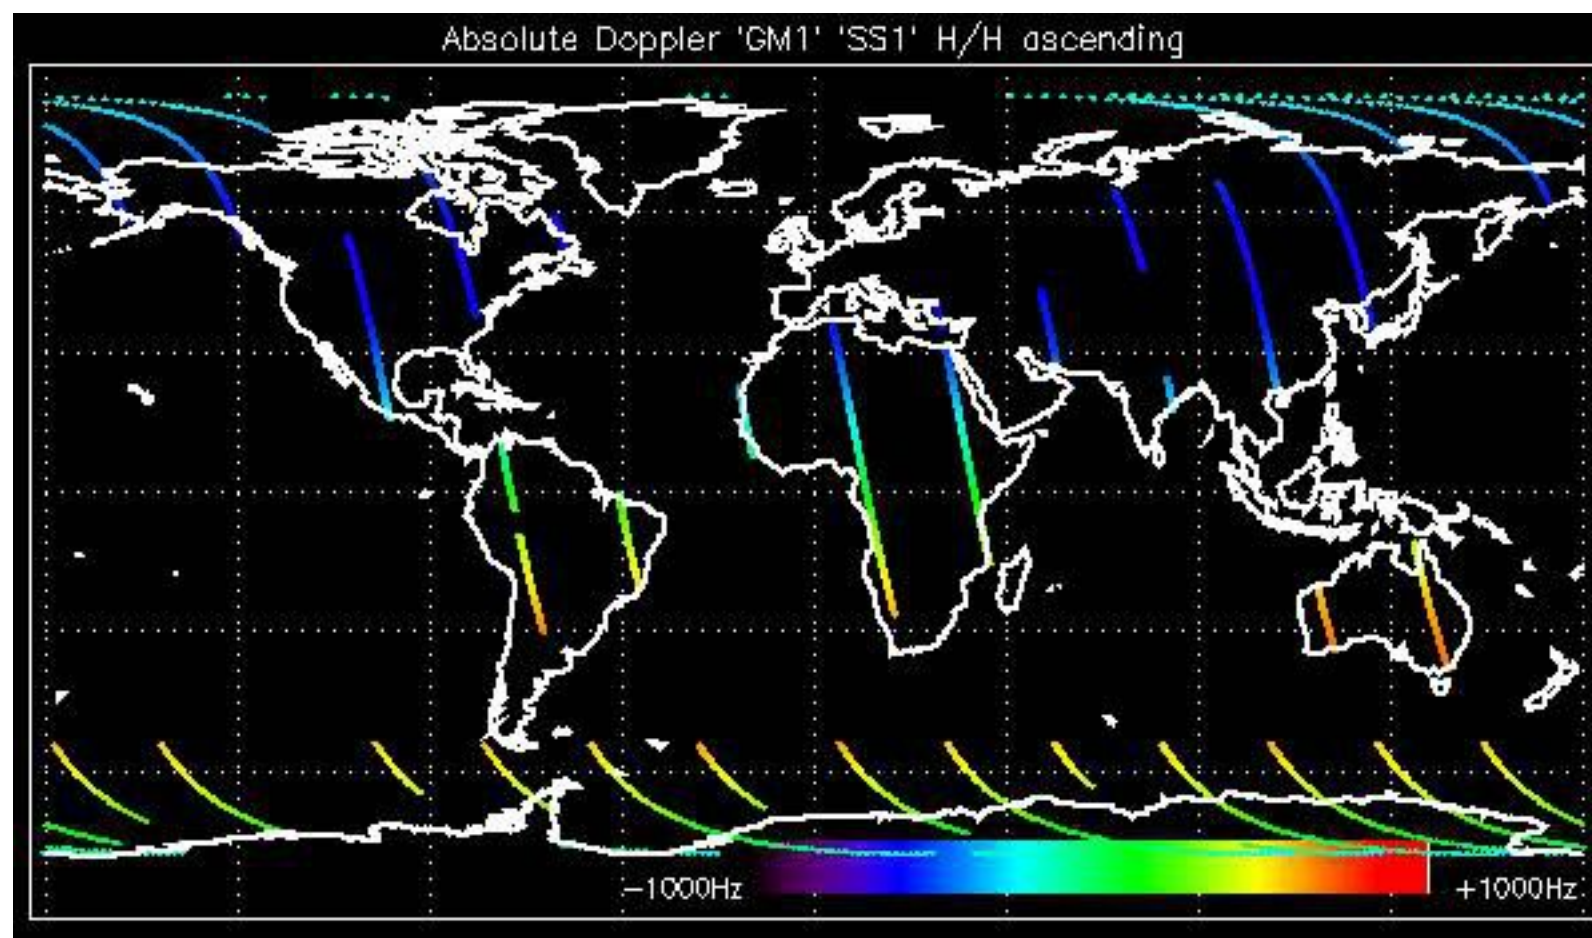 Absolute Doppler 'GM1' 'SS1' H/H ascending
-1000Hz
+1000Hz